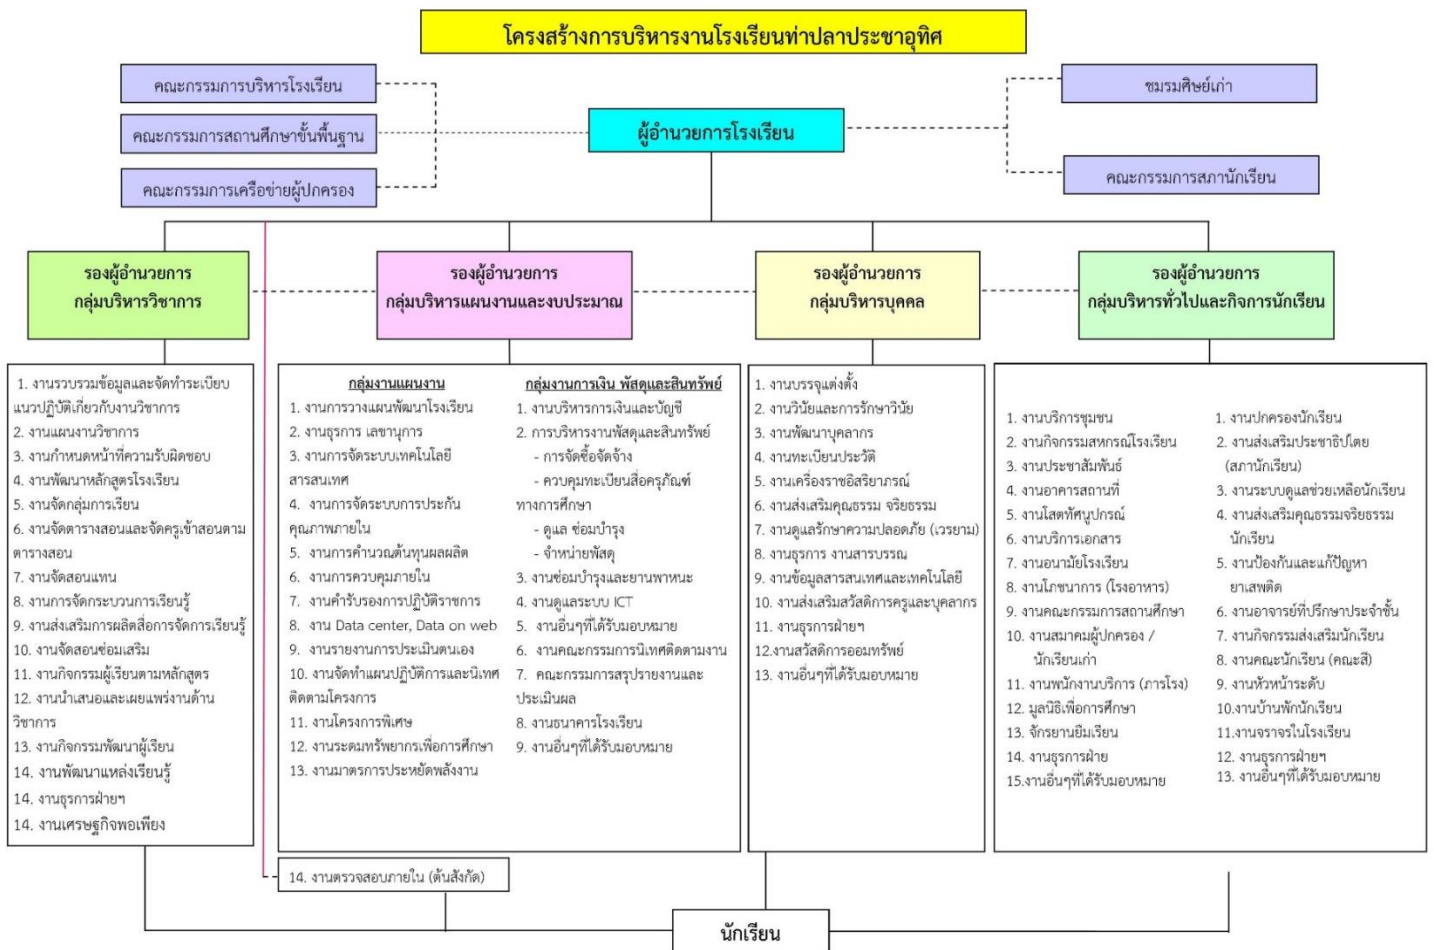 โครงสร้างการบริหารงานโรงเรียนท่าปลาประชาอุทิศ
คณะกรรมการบริหารโรงเรียน
คณะกรรมการสถานศึกษาขั้นพื้นฐาน
คณะกรรมการเครือข่ายผู้ปกครอง
ผู้อำนวยการโรงเรียน
ชมรมศิษย์เก่า
คณะกรรมการสภานักเรียน
รองผู้อำนวยการ
กลุ่มบริหารวิชาการ
รองผู้อำนวยการ
กลุ่มบริหารแผนงานและงบประมาณ
รองผู้อำนวยการ
กลุ่มบริหารบุคคล
รองผู้อำนวยการ
กลุ่มบริหารทั่วไปและกิจการนักเรียน
1. งานรวบรวมข้อมูลและจัดทำระเบียบ
แนวปฏิบัติเกี่ยวกับงานวิชาการ
2. งานแผนงานวิชาการ
3. งานกำหนดหน้าที่ความรับผิดชอบ
4. งานพัฒนาหลักสูตรโรงเรียน
5. งานจัดกลุ่มการเรียน
6. งานจัดตารางสอนและจัดครูเข้าสอนตาม
ตารางสอน
7. งานจัดสอนแทน
8. งานการจัดกระบวนการเรียนรู้
9. งานส่งเสริมการผลิตสื่อการจัดการเรียนรู้
10. งานจัดสอนซ่อมเสริม
11. งานกิจกรรมผู้เรียนตามหลักสูตร
12. งานนำเสนอและเผยแพร่งานด้าน
วิชาการ
13. งานกิจกรรมพัฒนาผู้เรียน
14. งานพัฒนาแหล่งเรียนรู้
14. งานธุรการฝ่ายฯ
14. งานเศรษฐกิจพอเพียง
กลุ่มงานแผนงาน
1. งานการวางแผนพัฒนาโรงเรียน
2. งานธุรการ เลขานุการ
3. งานการจัดระบบเทคโนโลยี
สารสนเทศ
4. งานการจัดระบบการประกัน
คุณภาพภายใน
5. งานการคำนวณต้นทุนผลผลิต
6. งานการควบคุมภายใน
7. งานคำรับรองการปฏิบัติราชการ
8. งาน Data center, Data on web
9. งานรายงานการประเมินตนเอง
10. งานจัดทำแผนปฏิบัติการและนิเทศ
ติดตามโครงการ
11. งานโครงการพิเศษ
12. งานระดมทรัพยากรเพื่อการศึกษา
13. งานมาตรการประหยัดพลังงาน
กลุ่มงานการเงิน พัสดุและสินทรัพย์
1. งานบริหารการเงินและบัญชี
2. การบริหารงานพัสดุและสินทรัพย์
- การจัดซื้อจัดจ้าง
- ควบคุมทะเบียนสื่อครุภัณฑ์
ทางการศึกษา
- ดูแล ซ่อมบำรุง
- จำหน่ายพัสดุ
3. งานซ่อมบำรุงและยานพาหนะ
4. งานดูแลระบบ ICT
5. งานอื่นๆที่ได้รับมอบหมาย
6. งานคณะกรรมการนิเทศติดตามงาน
7. คณะกรรมการสรุปรายงานและ
ประเมินผล
8. งานธนาคารโรงเรียน
9. งานอื่นๆที่ได้รับมอบหมาย
1. งานบรรจุแต่งตั้ง
2. งานวินัยและการรักษาวินัย
3. งานพัฒนาบุคลากร
4. งานทะเบียนประวัติ
5. งานเครื่องราชอิสริยาภรณ์
6. งานส่งเสริมคุณธรรม จริยธรรม
7. งานดูแลรักษาความปลอดภัย (เวรยาม)
8. งานธุรการ งานสารบรรณ
9. งานข้อมูลสารสนเทศและเทคโนโลยี
10. งานส่งเสริมสวัสดิการครูและบุคลากร
11. งานธุรการฝ่ายฯ
12.งานสวัสดิการออมทรัพย์
13. งานอื่นๆที่ได้รับมอบหมาย
1. งานบริการชุมชน
2. งานกิจกรรมสหกรณ์โรงเรียน
3. งานประชาสัมพันธ์
4. งานอาคารสถานที่
5. งานโสตทัศนูปกรณ์
6. งานบริการเอกสาร
7. งานอนามัยโรงเรียน
8. งานโภชนาการ (โรงอาหาร)
9. งานคณะกรรมการสถานศึกษา
10. งานสมาคมผู้ปกครอง /
นักเรียนเก่า
11. งานพนักงานบริการ (ภารโรง)
12. มูลนิธิเพื่อการศึกษา
13. จักรยานยืมเรียน
14. งานธุรการฝ่าย
15.งานอื่นๆที่ได้รับมอบหมาย
1. งานปกครองนักเรียน
2. งานส่งเสริมประชาธิปไตย
(สภานักเรียน)
3. งานระบบดูแลช่วยเหลือนักเรียน
4. งานส่งเสริมคุณธรรมจริยธรรม
นักเรียน
5. งานป้องกันและแก้ปัญหา
ยาเสพติด
6. งานอาจารย์ที่ปรึกษาประจำชั้น
7. งานกิจกรรมส่งเสริมนักเรียน
8. งานคณะนักเรียน (คณะสี)
9. งานหัวหน้าระดับ
10.งานบ้านพักนักเรียน
11.งานจราจรในโรงเรียน
12. งานธุรการฝ่ายฯ
13. งานอื่นๆที่ได้รับมอบหมาย
14. งานตรวจสอบภายใน (ต้นสังกัด)
นักเรียน